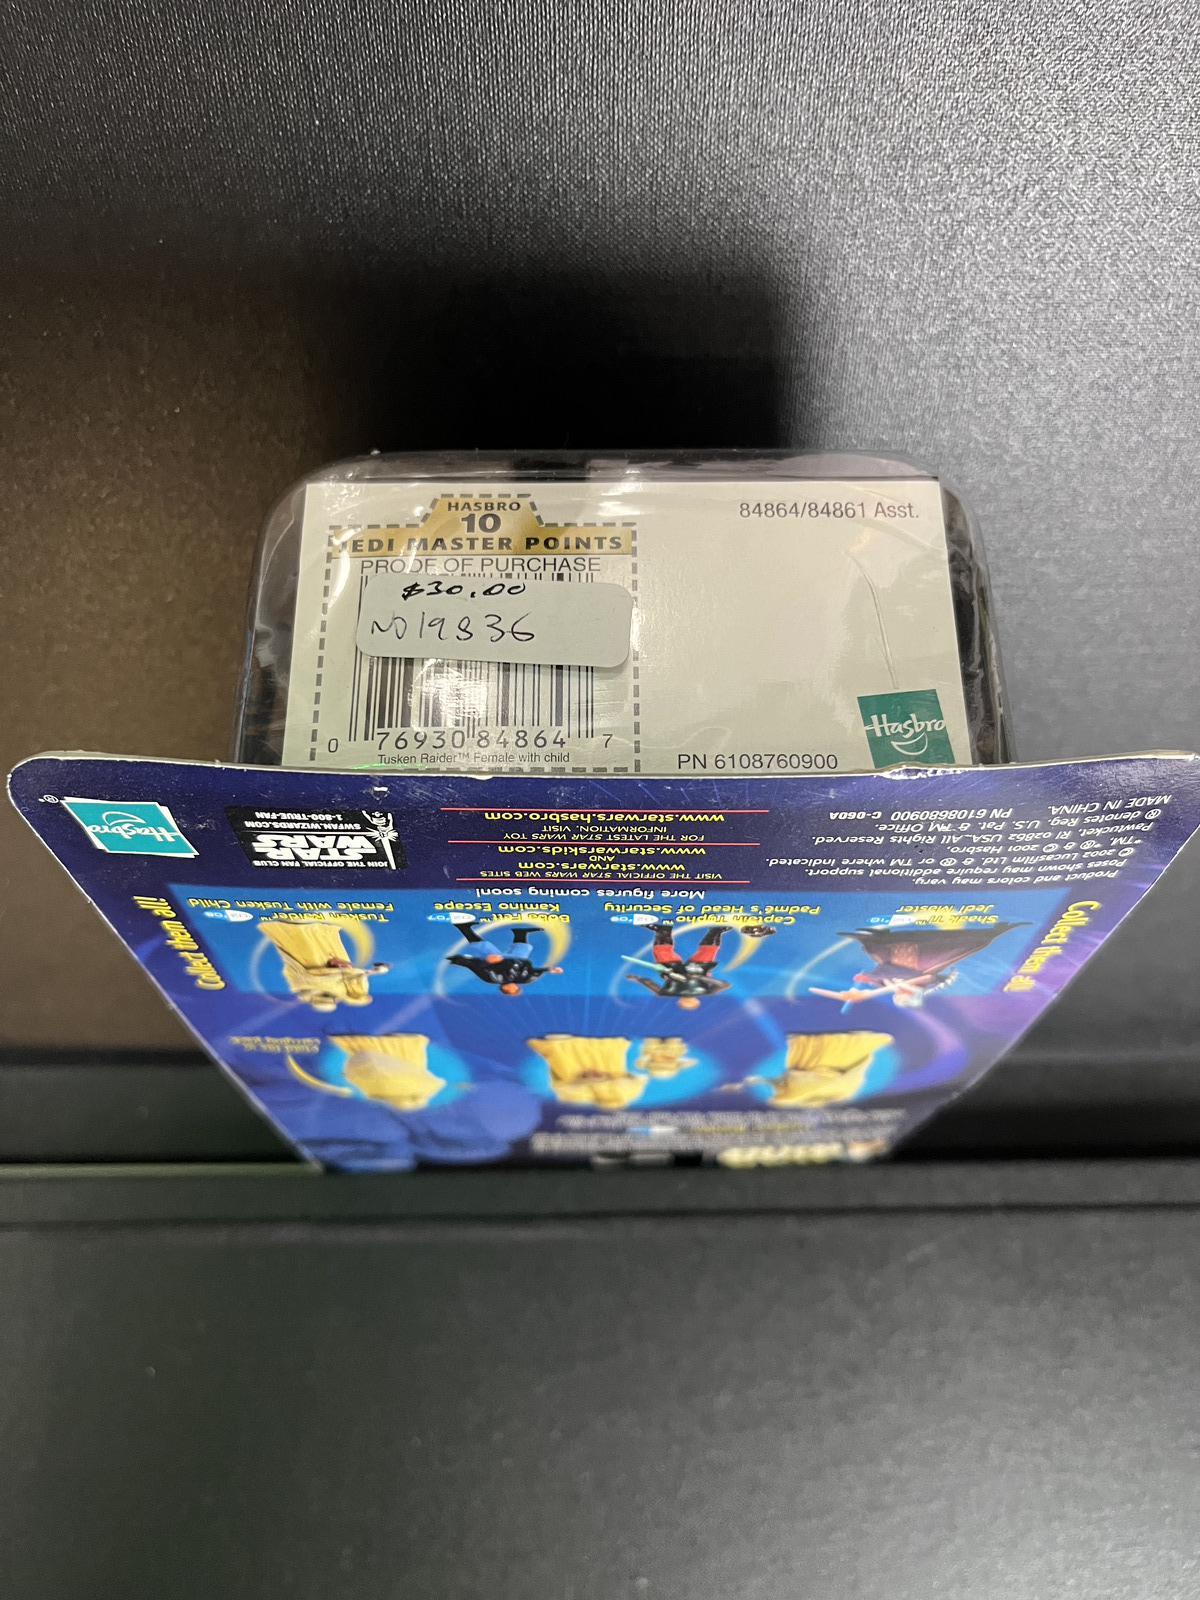 HASBRO
10
JEDI MASTER POINTS
PROOF OF PURCHASE
$30.00
NO19836
0 76930 84864 7
Tusken Raider™ Female with child
84864/84861 Asst.
Hasbro
PN 6108760900
Hasbro ®
JOIN THE OFFICIAL FAN CLUB
STAR
WARS
SWFAN.WIZARDS.COM
1-800-TRUE-FAN
More figures coming soon!
VISIT THE OFFICIAL STAR WARS WEB SITES
www.starwars.com
AND
www.starwarskids.com
FOR THE LATEST STAR WARS TOY
INFORMATION, VISIT
www.starwars.hasbro.com
Product and colors may vary.
Poses shown may require additional support.
© 2002 Lucasfilm Ltd. & ® or TM where indicated.
®, ™, & © 2001 Hasbro.
Pawtucket, RI 02862 USA. All Rights Reserved.
® denotes Reg. U.S. Pat. & TM Office.
PN 6108680900 C-060A
MADE IN CHINA.
Collect them all!
Shaak Ti™
Jedi Master
Captain Typho™
Padmé's Head of Security
Boba Fett™
Kamino Escape
Tusken Raider™
Female with Tusken Child
Collect them all!
Child fits in
carrying pack